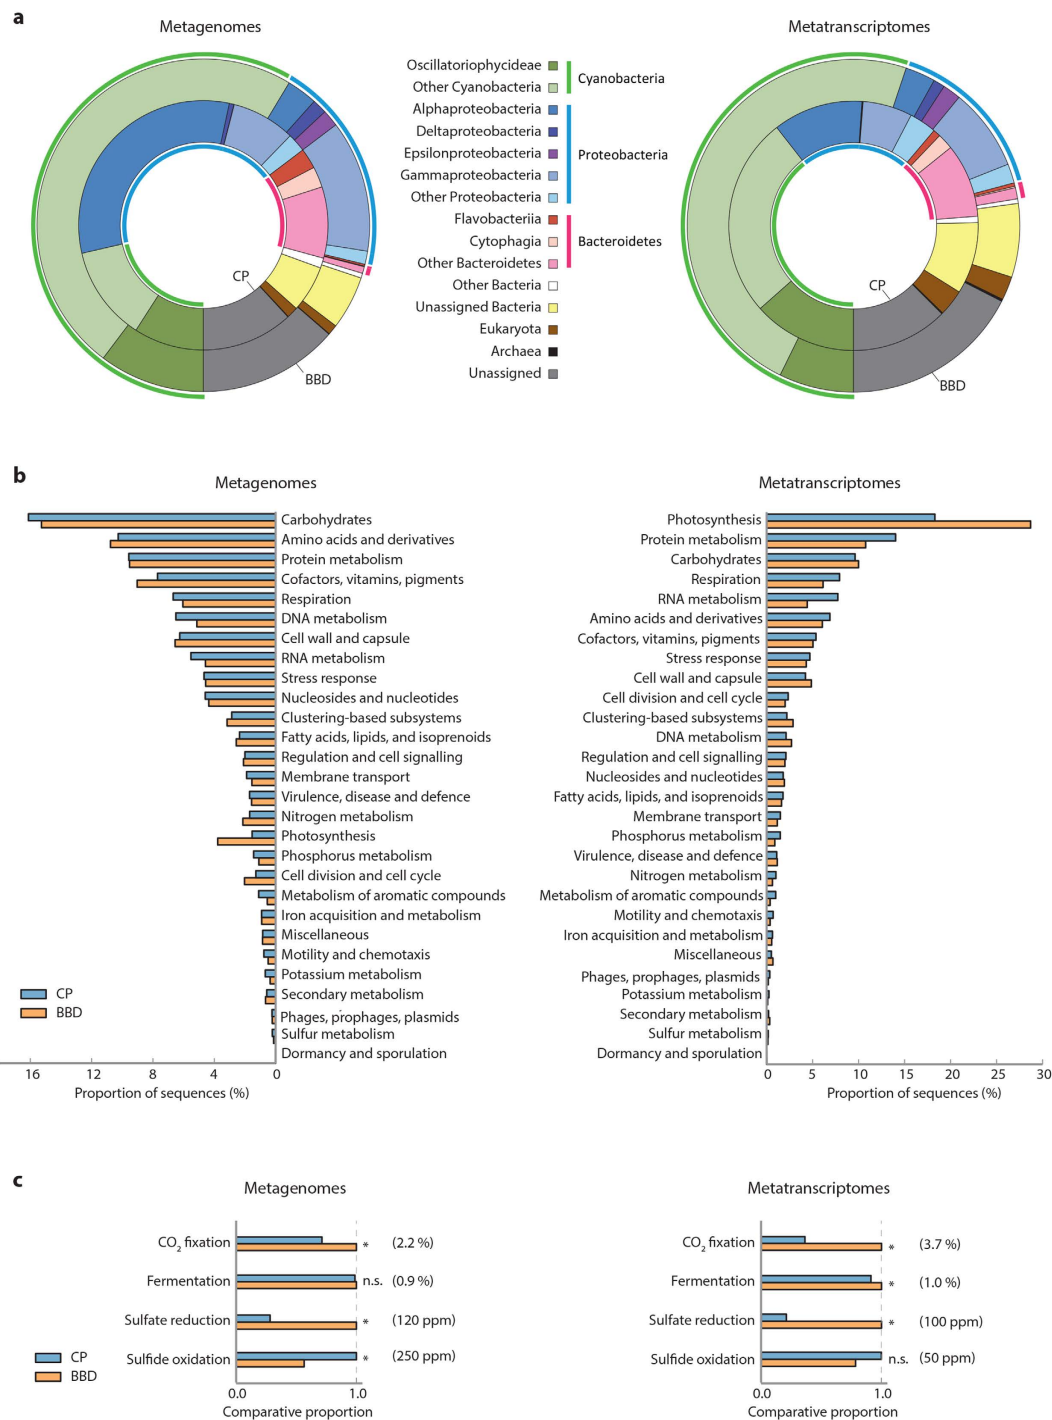 a
Metagenomes
Metatranscriptomes
Oscillatoriophycideae
Other Cyanobacteria
Cyanobacteria
Alphaproteobacteria
Deltaproteobacteria
Epsilonproteobacteria
Gammaproteobacteria
Other Proteobacteria
Proteobacteria
Flavobacteriia
Cytophagia
Other Bacteroidetes
Bacteroidetes
Other Bacteria
Unassigned Bacteria
Eukaryota
Archaea
Unassigned
CP
BBD
CP
BBD
b
Metagenomes
Carbohydrates
Amino acids and derivatives
Protein metabolism
Cofactors, vitamins, pigments
Respiration
DNA metabolism
Cell wall and capsule
RNA metabolism
Stress response
Nucleosides and nucleotides
Clustering-based subsystems
Fatty acids, lipids, and isoprenoids
Regulation and cell signalling
Membrane transport
Virulence, disease and defence
Nitrogen metabolism
Photosynthesis
Phosphorus metabolism
Cell division and cell cycle
Metabolism of aromatic compounds
Iron acquisition and metabolism
Miscellaneous
Motility and chemotaxis
Potassium metabolism
Secondary metabolism
Phages, prophages, plasmids
Sulfur metabolism
Dormancy and sporulation
CP
BBD
16 12 8 4 0
Proportion of sequences (%)
Metatranscriptomes
Photosynthesis
Protein metabolism
Carbohydrates
Respiration
RNA metabolism
Amino acids and derivatives
Cofactors, vitamins, pigments
Stress response
Cell wall and capsule
Cell division and cell cycle
Clustering-based subsystems
DNA metabolism
Regulation and cell signalling
Nucleosides and nucleotides
Fatty acids, lipids, and isoprenoids
Membrane transport
Phosphorus metabolism
Virulence, disease and defence
Nitrogen metabolism
Metabolism of aromatic compounds
Motility and chemotaxis
Iron acquisition and metabolism
Miscellaneous
Phages, prophages, plasmids
Potassium metabolism
Secondary metabolism
Sulfur metabolism
Dormancy and sporulation
0 5 10 15 20 25 30
Proportion of sequences (%)
c
Metagenomes
CO2 fixation * (2.2 %)
Fermentation n.s. (0.9 %)
Sulfate reduction * (120 ppm)
Sulfide oxidation * (250 ppm)
CP
BBD
0.0 1.0
Comparative proportion
Metatranscriptomes
CO2 fixation * (3.7 %)
Fermentation * (1.0 %)
Sulfate reduction * (100 ppm)
Sulfide oxidation n.s. (50 ppm)
0.0 1.0
Comparative proportion